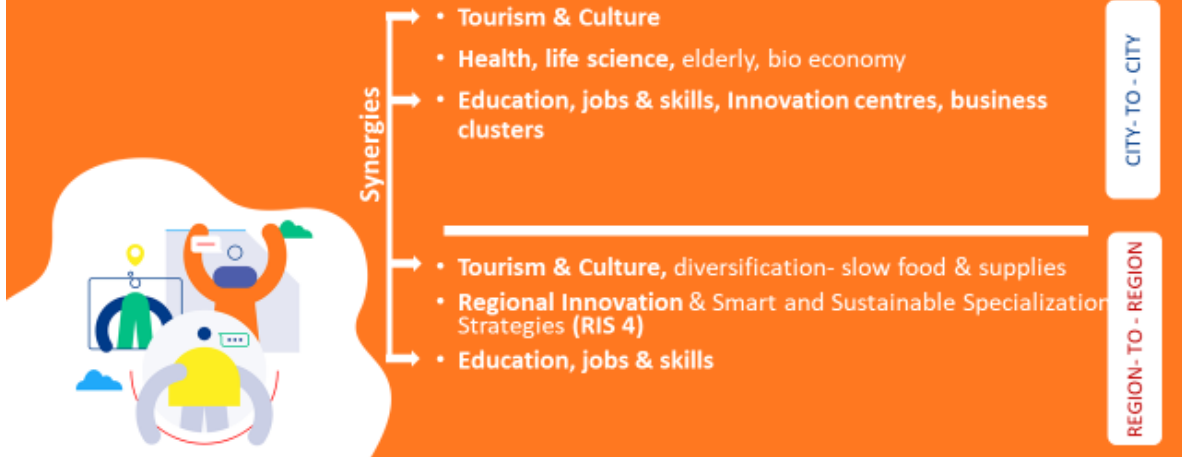 • Tourism & Culture
• Health, life science, elderly, bio economy
• Education, jobs & skills, Innovation centres, business
clusters
CITY- TO - CITY
Synergies
• Tourism & Culture, diversification- slow food & supplies
• Regional Innovation & Smart and Sustainable Specialization
Strategies (RIS 4)
• Education, jobs & skills
REGION- TO - REGION